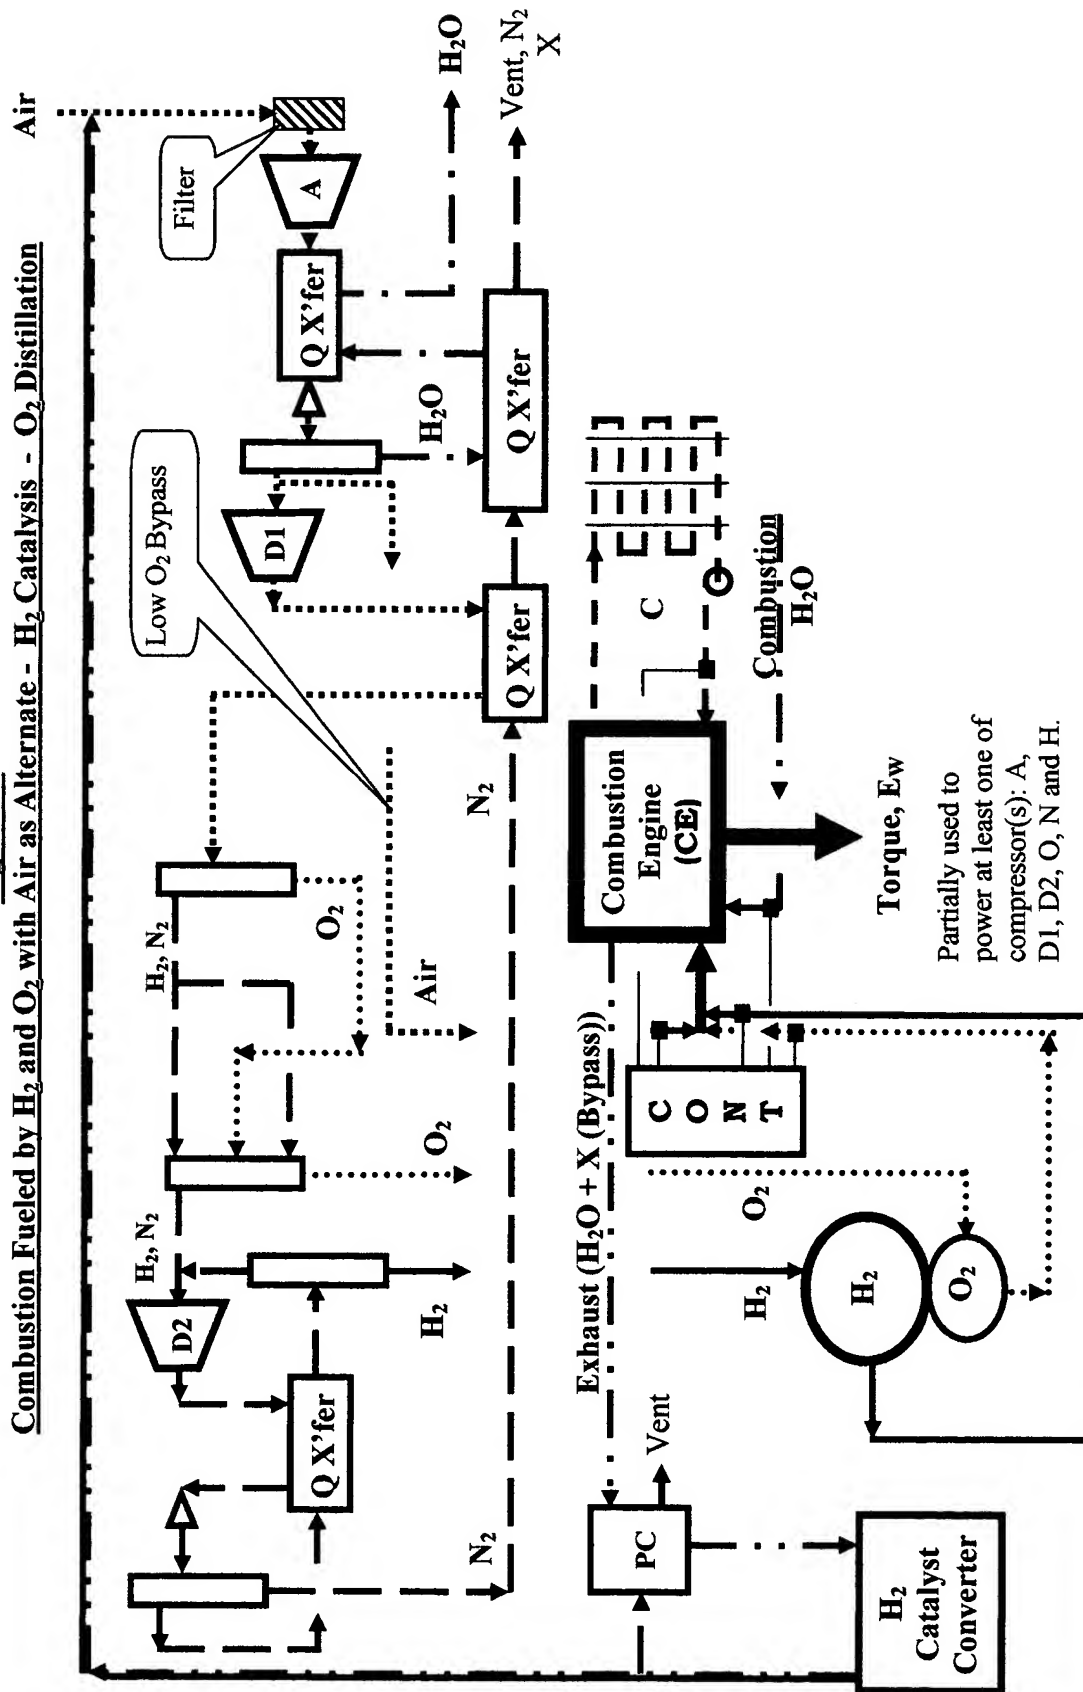 Combustion Fueled by H₂ and O₂ with Air as Alternate - H₂ Catalysis - O₂ Distillation
Air
Filter
A
Q X'fer
H₂O
Vent, N₂
X
Q X'fer
H₂O
D1
Low O₂ Bypass
Q X'fer
N₂
H₂, N₂
O₂
Air
O₂
H₂, N₂
D2
H₂
Q X'fer
N₂
C
Combustion
H₂O
Combustion
Engine
(CE)
Torque, Ew
Partially used to
power at least one of
compressor(s): A,
D1, D2, O, N and H.
Exhaust (H₂O + X (Bypass))
C
O
N
T
O₂
H₂
H₂
O₂
Vent
PC
H₂
Catalyst
Converter